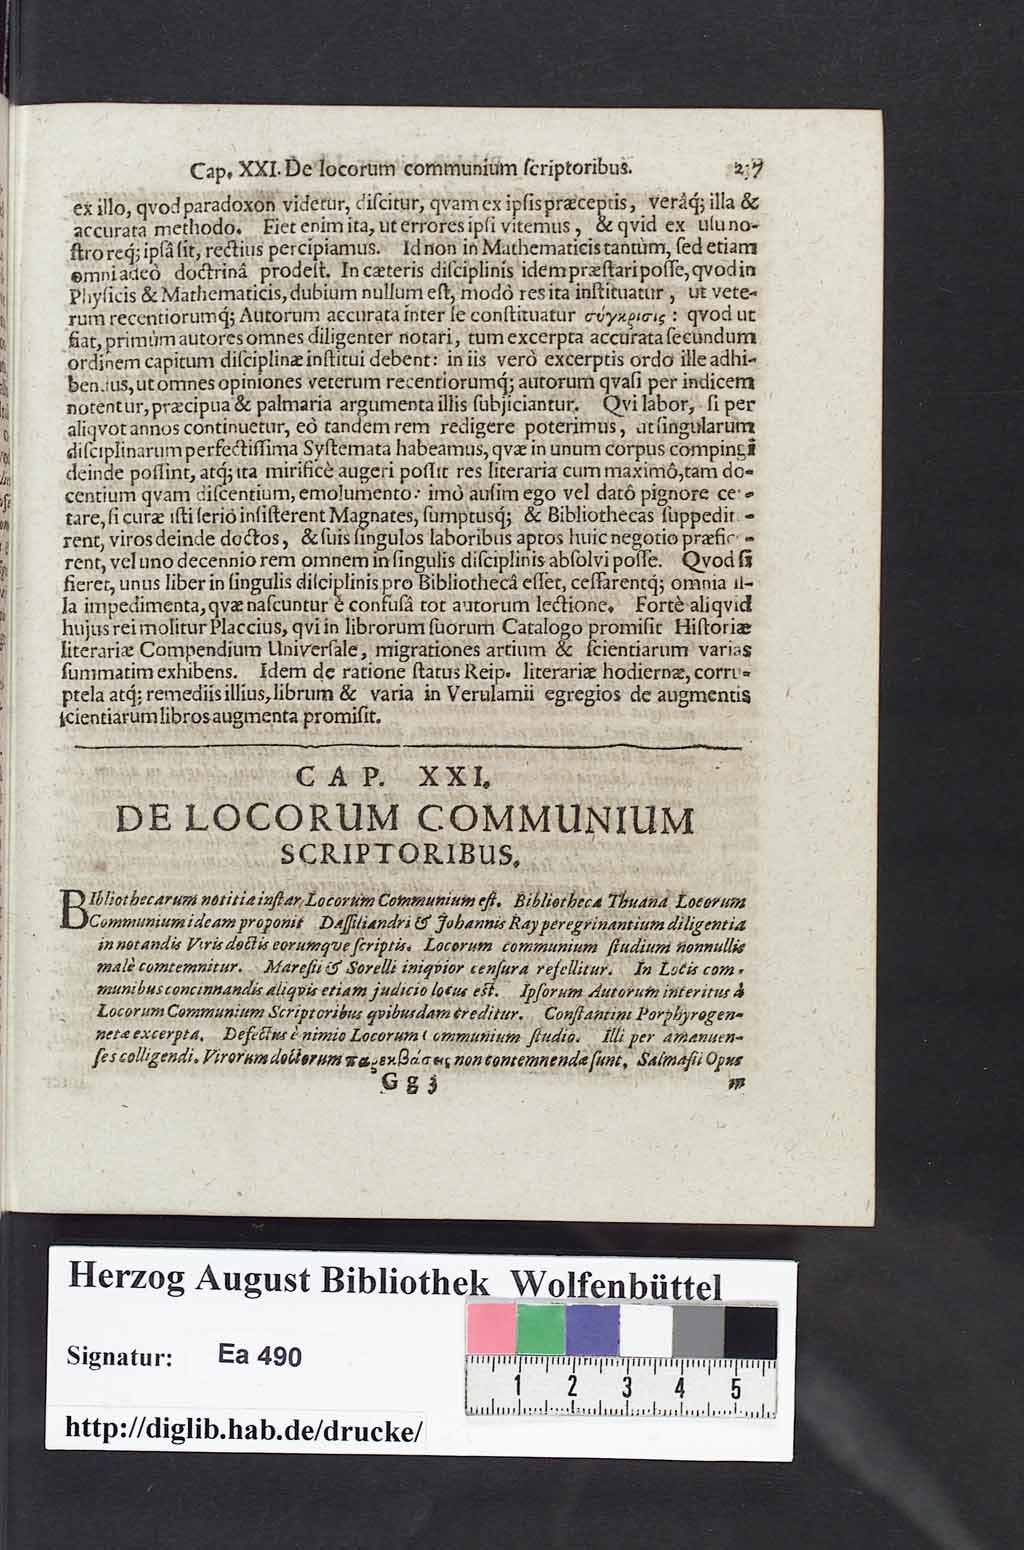 Cap. XXI. De locorum communium ſcriptoribus. 237
ex illo, qvod paradoxon videtur, diſcitur, qvam ex ipſis præceptis, verâq́; illa &
accurata methodo. Fiet enim ita, ut errores ipſi vitemus, & qvid ex uſu no-
ſtro req́; ipſâ ſit, rectius percipiamus. Id non in Mathematicis tantùm, ſed etiam
omni adeò doctrinâ prodeſt. In cæteris diſciplinis idem præſtari poſſe, qvod in
Phyſicis & Mathematicis, dubium nullum eſt, modò res ita inſtituatur, ut vete-
rum recentiorumq́; Autorum accurata inter ſe conſtituatur σύγκρισις: qvod ut
fiat, primùm autores omnes diligenter notari, tum excerpta accurata ſecundum
ordinem capitum diſciplinæ inſtitui debent: in iis verò excerptis ordo ille adhi-
bendus, ut omnes opiniones veterum recentiorumq́; autorum qvaſi per indicem
notentur, præcipua & palmaria argumenta illis ſubjiciantur. Qvi labor, ſi per
aliqvot annos continuetur, eò tandem rem redigere poterimus, ut ſingularum
diſciplinarum perfectiſſima Syſtemata habeamus, qvæ in unum corpus compingi
deinde poſſint, atq́; ita mirificè augeri poſſit res literaria cum maximô, tam do-
centium qvam diſcentium, emolumento: imò auſim ego vel datô pignore cer-
tare, ſi curæ iſti ſeriò inſiſterent Magnates, ſumptusq́; & Bibliothecas ſuppedit-
rent, viros deinde doctos, & ſuis ſingulos laboribus aptos huic negotio præfic-
rent, vel uno decennio rem omnem in ſingulis diſciplinis abſolvi poſſe. Qvod ſi
fieret, unus liber in ſingulis diſciplinis pro Bibliothecâ eſſet, ceſſarentq́; omnia il-
la impedimenta, qvæ naſcuntur è confuſâ tot autorum lectione. Fortè aliqvid
hujus rei molitur Placcius, qvi in librorum ſuorum Catalogo promiſit Hiſtoriæ
literariæ Compendium Univerſale, migrationes artium & ſcientiarum varias
ſummatim exhibens. Idem de ratione ſtatus Reip. literariæ hodiernæ, corru-
ptela atq́; remediis illius, librum & varia in Verulamii egregios de augmentis
ſcientiarum libros augmenta promiſit.
CAP. XXI.
DE LOCORUM COMMUNIUM
SCRIPTORIBUS.
BIbliothecarum notitia inſtar Locorum Communium eſt. Bibliotheca Thuana Locorum
Communium ideam proponit Daſſiliandri & Johannis Ray peregrinantium diligentia
in notandis Viris doctis eorumque ſcriptis. Locorum communium ſtudium nonnullis
malè comtemnitur. Mareſii & Sorelli iniqvior cenſura refellitur. In Locis com-
munibus concinnandis aliqvis etiam judicio locus eſt. Ipſorum Autorum interitus à
Locorum Communium Scriptoribus qvibusdam creditur. Conſtantini Porphyrogen-
netæ excerpta. Defectus è nimio Locorum Communium ſtudio. Illi per amanuen-
ſes colligendi. Virorum doctorum παρεκβάσεις non contemnendæ ſunt. Salmaſii Opus
Gg 3 m
Herzog August Bibliothek Wolfenbüttel
Signatur: Ea 490
1 2 3 4 5
http://diglib.hab.de/drucke/